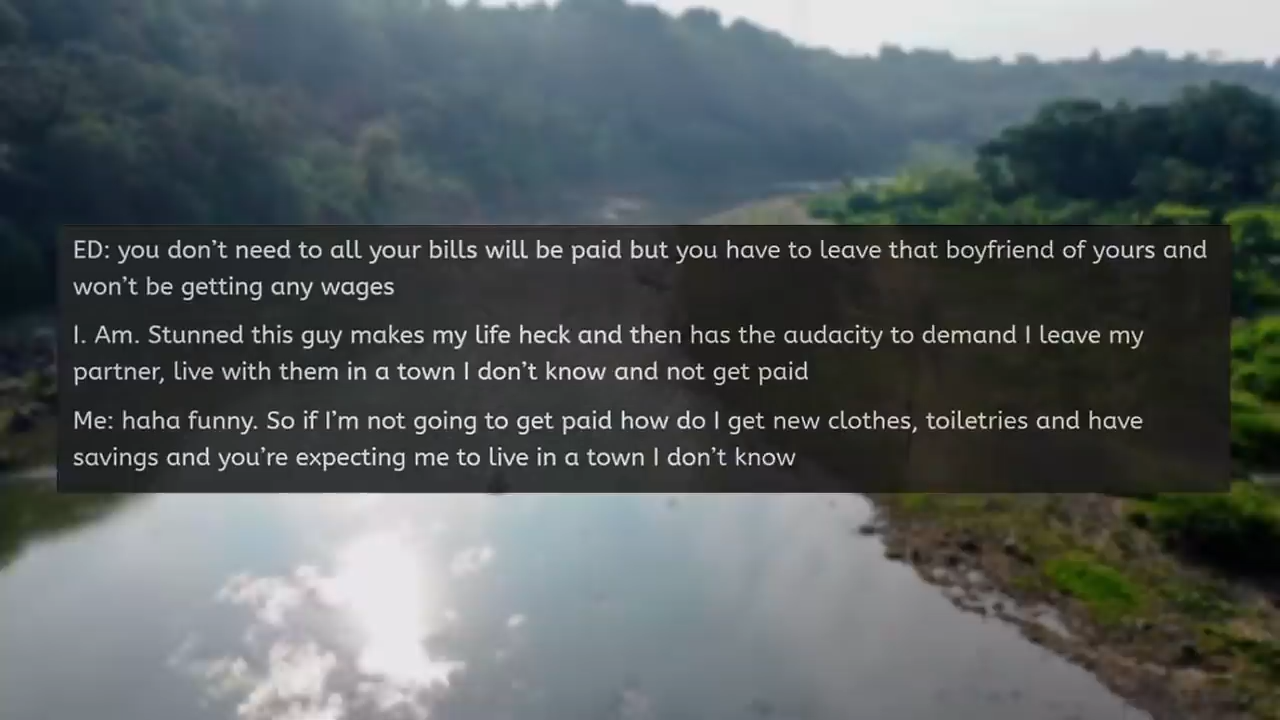 ED: you don't need to all your bills will be paid but you have to leave that boyfriend of yours and
won't be getting any wages
I. Am. Stunned this guy makes my life heck and then has the audacity to demand I leave my
partner, live with them in a town I don't know and not get paid
Me: haha funny. So if I'm not going to get paid how do I get new clothes, toiletries and have
savings and you're expecting me to live in a town I don't know